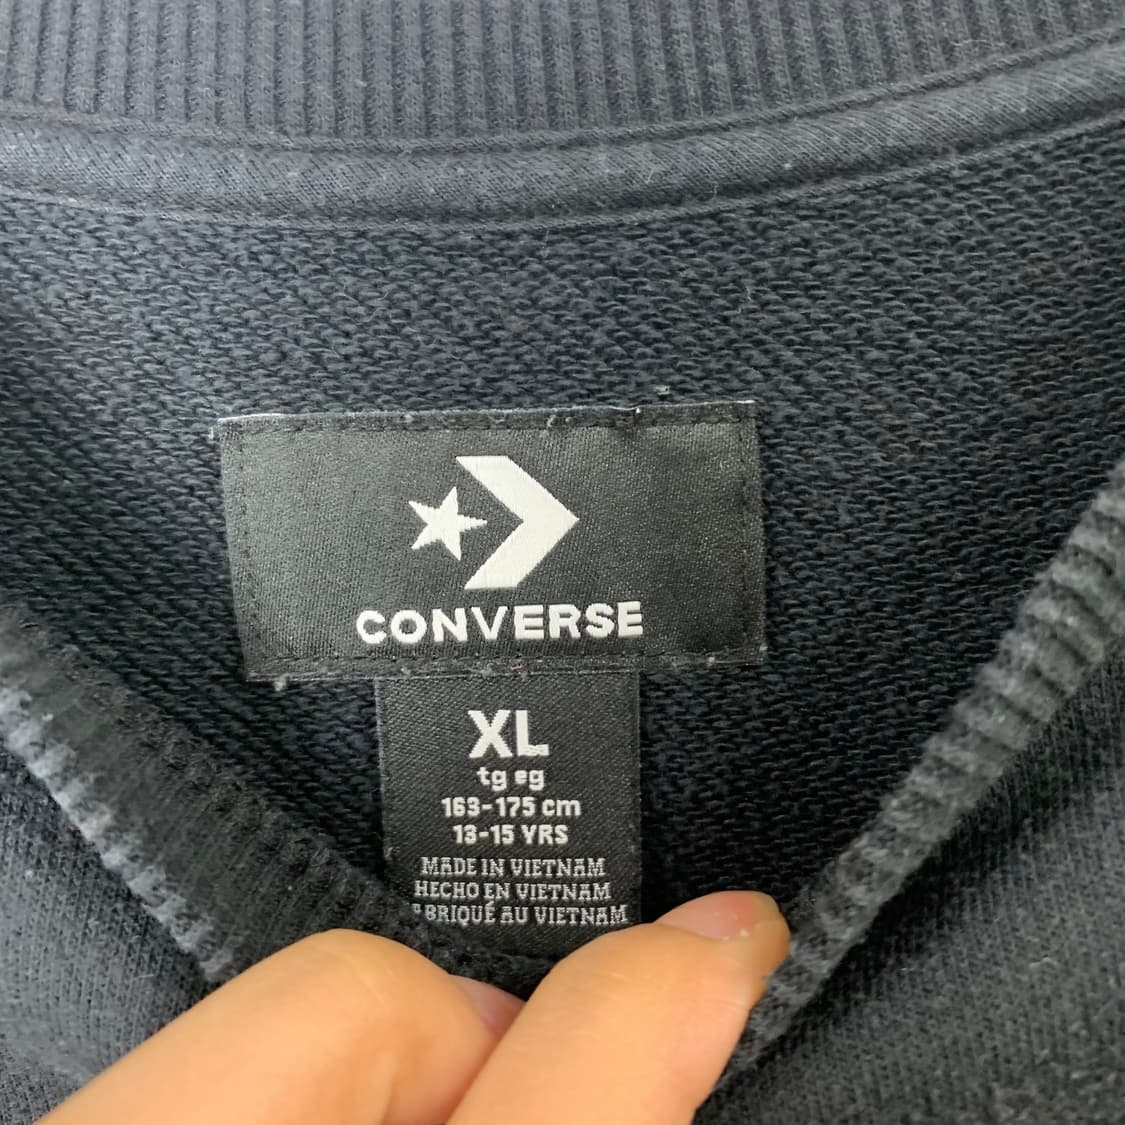 CONVERSE
XL
tg eg
163-175 cm
13-15 YRS
MADE IN VIETNAM
HECHO EN VIETNAM
BRIQUÉ AU VIETNAM